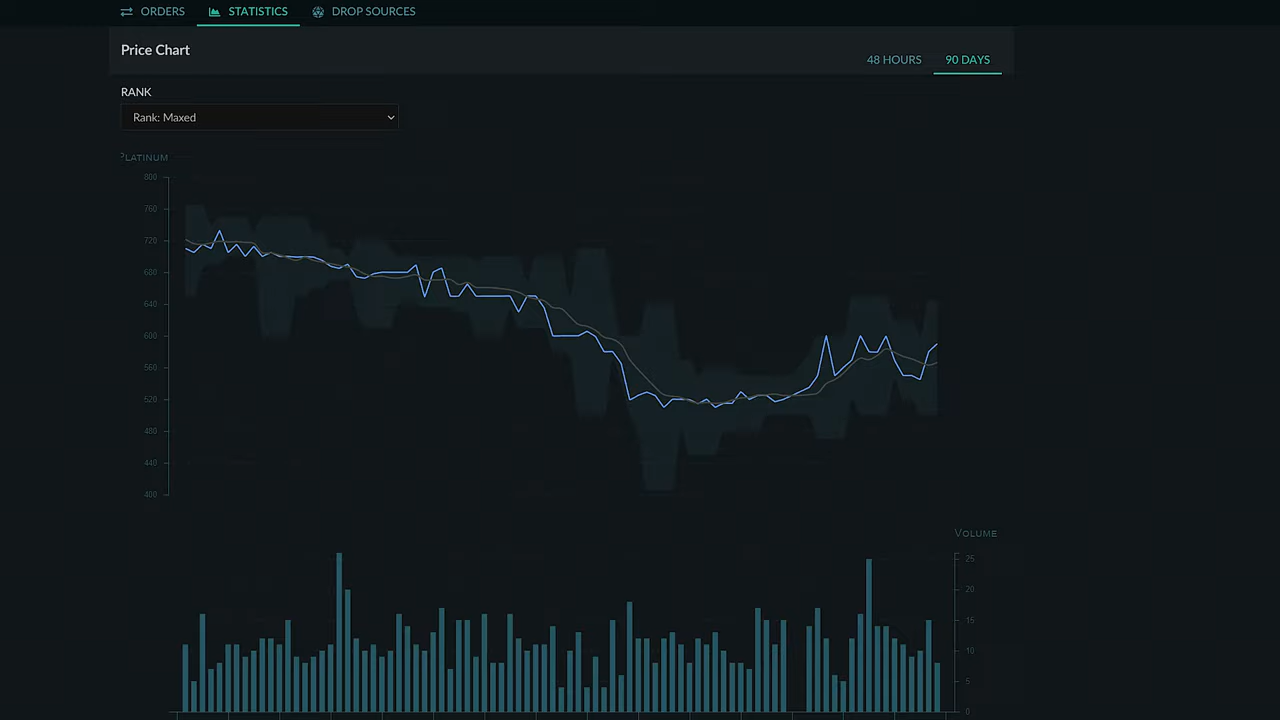 ORDERS STATISTICS DROP SOURCES
Price Chart
48 HOURS 90 DAYS
RANK
Rank: Maxed
PLATINUM
800
760
720
680
640
600
560
520
480
440
400
VOLUME
25
20
15
10
5
0